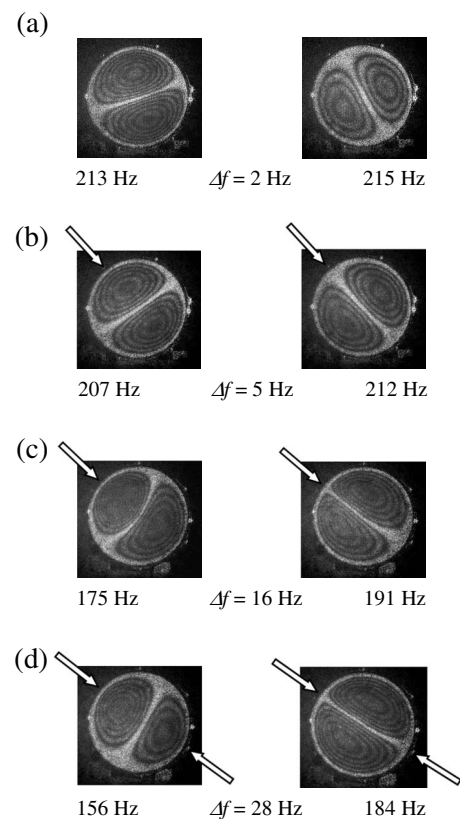 (a)
213 Hz Δf = 2 Hz 215 Hz
(b)
207 Hz Δf = 5 Hz 212 Hz
(c)
175 Hz Δf = 16 Hz 191 Hz
(d)
156 Hz Δf = 28 Hz 184 Hz